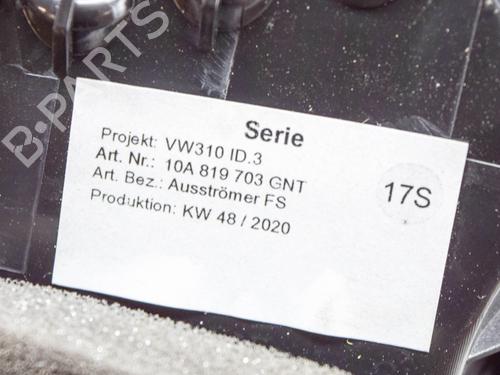 B-PARTS
Serie
Projekt: VW310 ID.3
Art. Nr.: 10A 819 703 GNT
Art. Bez.: Ausströmer FS
Produktion: KW 48 / 2020
17S